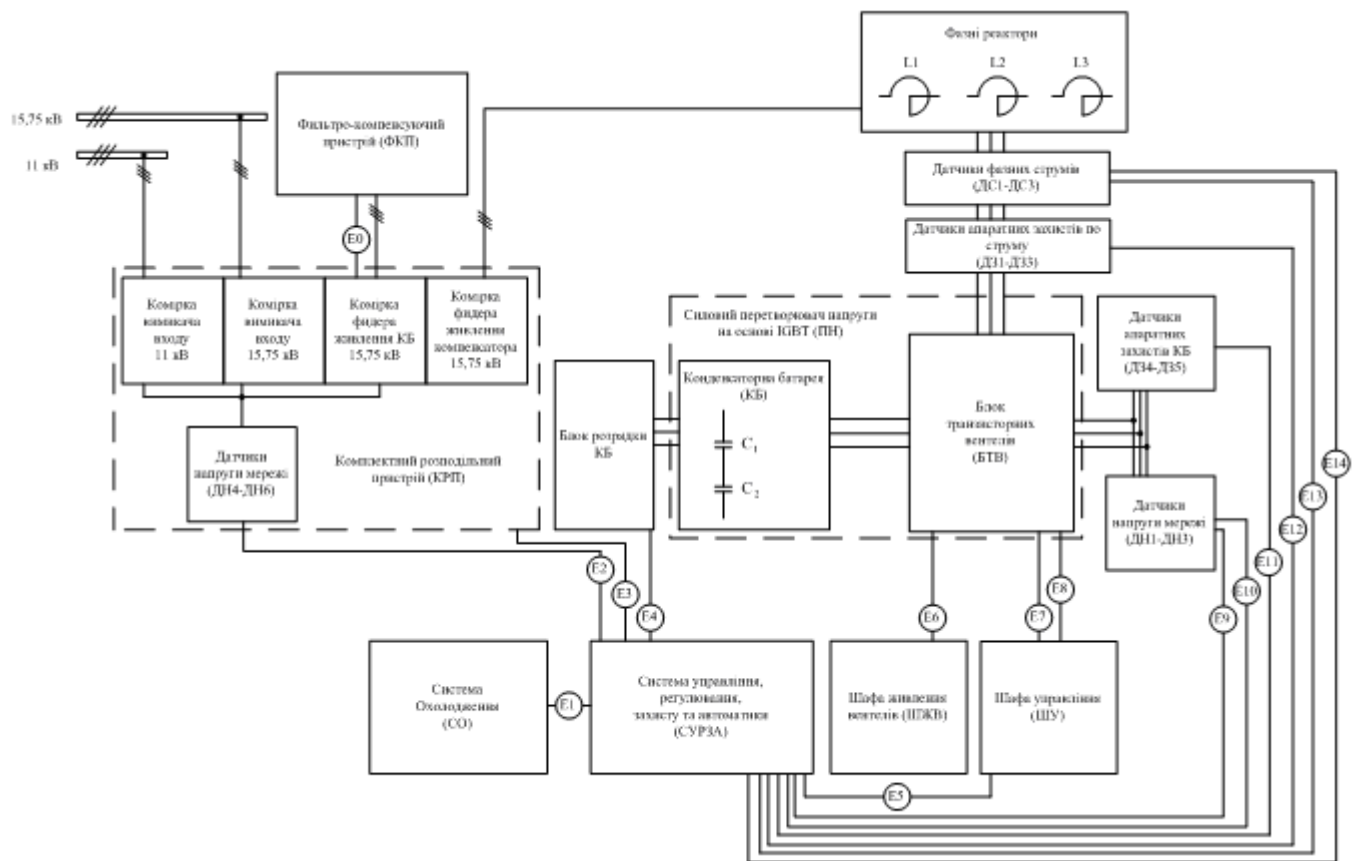 Фазні реактори
L1
L2
L3
15,75 кВ
11 кВ
Фильтро-компенсуючий
пристрій (ФКП)
Датчики фазних струмів
(ДС1-ДС3)
Датчики апаратних захистів по
струму
(ДЗ1-ДЗ3)
E0
Комірка
вимикача
входу
11 кВ
Комірка
вимикача
входу
15,75 кВ
Комірка
фидера
живлення КБ
15,75 кВ
Комірка
фидера
живлення
компенсатора
15,75 кВ
Силовий перетворювач напруги
на основі IGBT (ПН)
Датчики
апаратних
захистів КБ
(ДЗ4-ДЗ5)
Блок розрядки
КБ
Конденсаторна батарея
(КБ)
C1
C2
Блок
транзисторних
вентелів
(БТВ)
Датчики
напруги мережі
(ДН4-ДН6)
Комплектний розподільний
пристрій (КРП)
Датчики
напруги мережі
(ДН1-ДН3)
E14
E13
E12
E11
E10
E9
E2
E3
E4
E6
E7
E8
Система
Охолодження
(СО)
E1
Система управління,
регулювання,
захисту та автоматики
(СУРЗА)
Шафа живлення
вентелів (ШЖВ)
Шафа управління
(ШУ)
E5